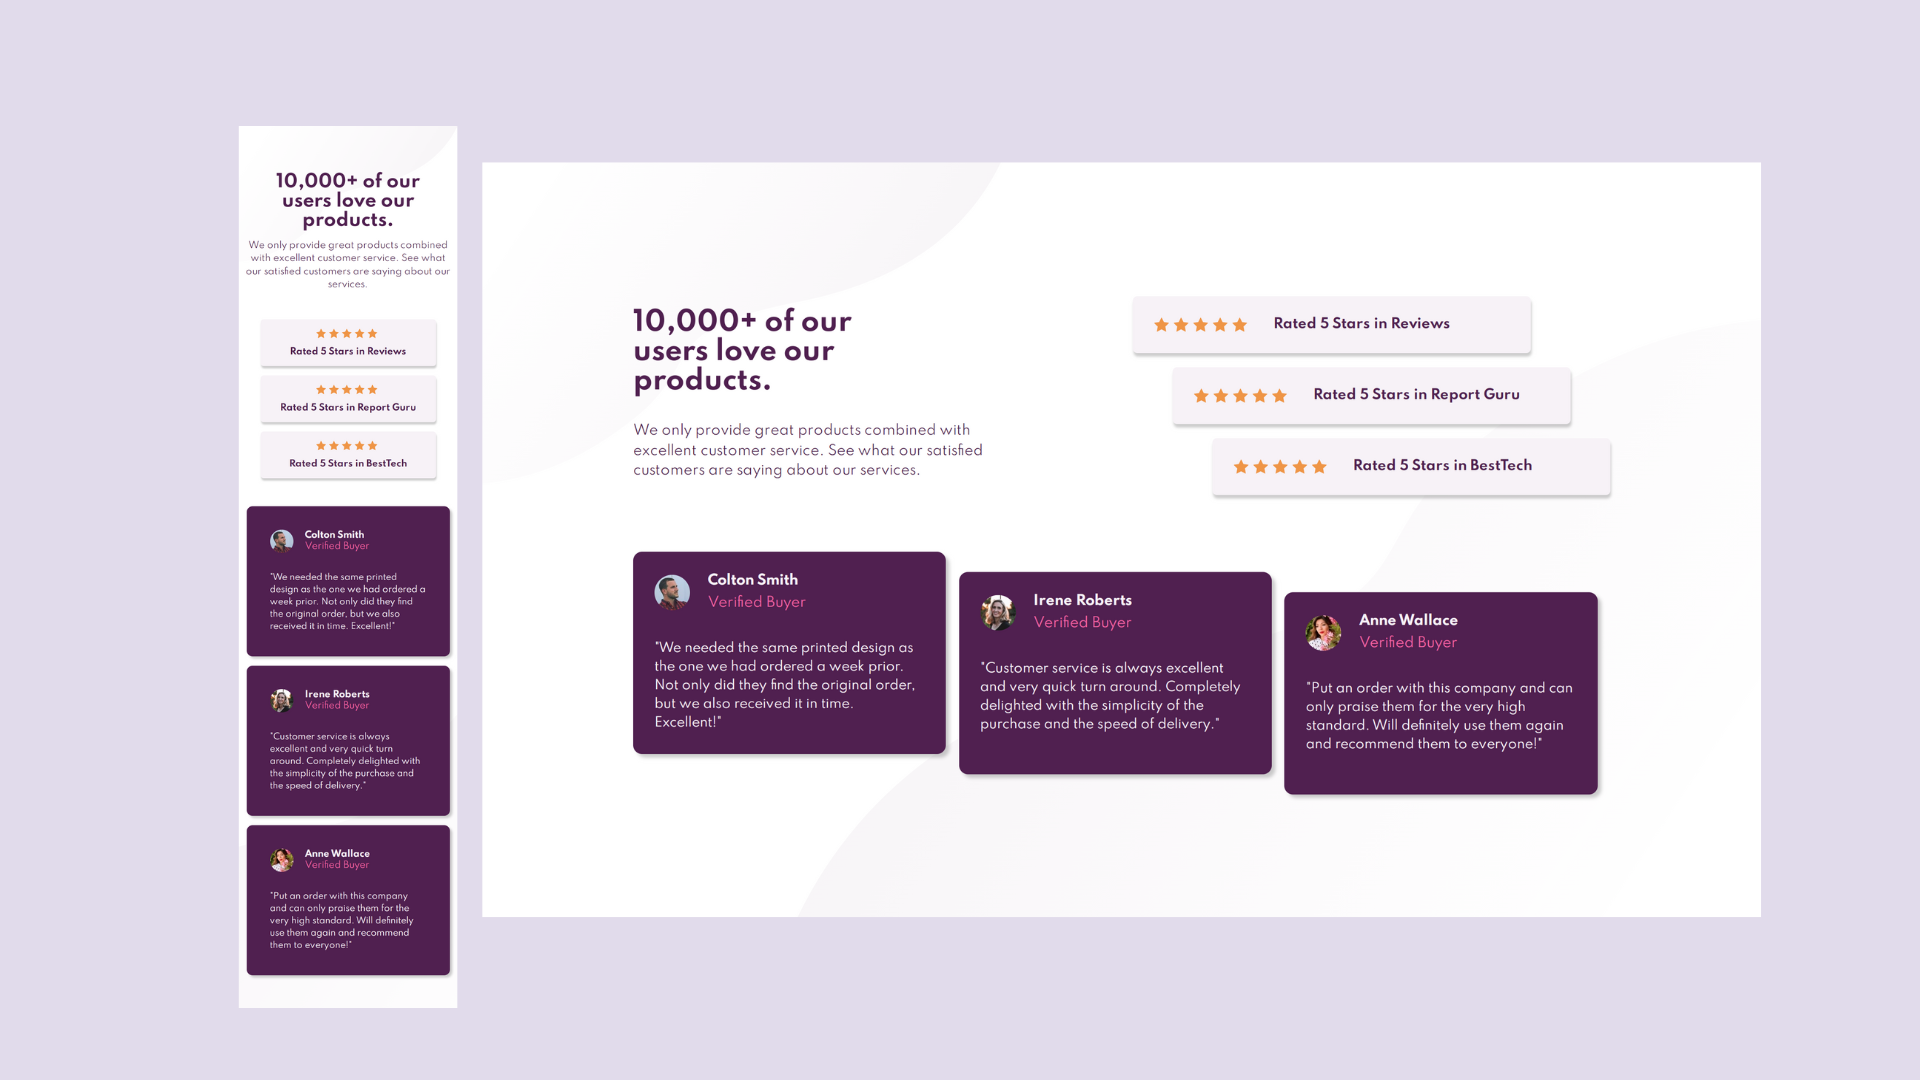 10,000+ of our
users love our
products.
We only provide great products combined
with excellent customer service. See what
our satisfied customers are saying about our
services.
Rated 5 Stars in Reviews
Rated 5 Stars in Report Guru
Rated 5 Stars in BestTech
Colton Smith
Verified Buyer
"We needed the same printed
design as the one we had ordered a
week prior. Not only did they find
the original order, but we also
received it in time. Excellent!"
Irene Roberts
Verified Buyer
"Customer service is always
excellent and very quick turn
around. Completely delighted with
the simplicity of the purchase and
the speed of delivery."
Anne Wallace
Verified Buyer
"Put an order with this company
and can only praise them for the
very high standard. Will definitely
use them again and recommend
them to everyone!"
10,000+ of our
users love our
products.
We only provide great products combined with
excellent customer service. See what our satisfied
customers are saying about our services.
Rated 5 Stars in Reviews
Rated 5 Stars in Report Guru
Rated 5 Stars in BestTech
Colton Smith
Verified Buyer
"We needed the same printed design as
the one we had ordered a week prior.
Not only did they find the original order,
but we also received it in time.
Excellent!"
Irene Roberts
Verified Buyer
"Customer service is always excellent
and very quick turn around. Completely
delighted with the simplicity of the
purchase and the speed of delivery."
Anne Wallace
Verified Buyer
"Put an order with this company and can
only praise them for the very high
standard. Will definitely use them again
and recommend them to everyone!"